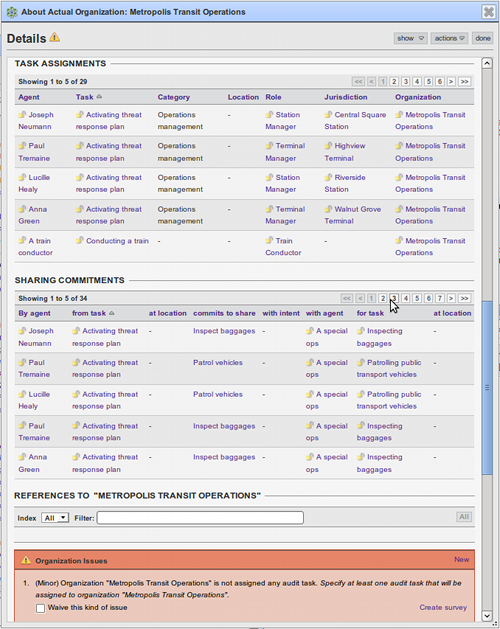 About Actual Organization: Metropolis Transit Operations
Details
show
actions
done
TASK ASSIGNMENTS
Showing 1 to 5 of 29
<< < 1 2 3 4 5 6 > >>
Agent Task Category Location Role Jurisdiction Organization
Joseph Activating threat Operations - Station Central Square Metropolis Transit
Neumann response plan management Manager Station Operations
Paul Activating threat Operations - Terminal Highview Metropolis Transit
Tremaine response plan management Manager Terminal Operations
Lucille Activating threat Operations - Station Riverside Metropolis Transit
Healy response plan management Manager Station Operations
Anna Activating threat Operations - Terminal Walnut Grove Metropolis Transit
Green response plan management Manager Terminal Operations
A train Conducting a train - - Train - Metropolis Transit
conductor Conductor Operations
SHARING COMMITMENTS
Showing 1 to 5 of 34
<< < 1 2 3 4 5 6 7 > >>
By agent from task at location commits to share with intent with agent for task at location
Joseph Activating threat - Inspect baggages - A special Inspecting -
Neumann response plan ops baggages
Paul Activating threat - Patrol vehicles - A special Patrolling public -
Tremaine response plan ops transport vehicles
Lucille Activating threat - Patrol vehicles - A special Patrolling public -
Healy response plan ops transport vehicles
Paul Activating threat - Inspect baggages - A special Inspecting -
Tremaine response plan ops baggages
Anna Activating threat - Inspect baggages - A special Inspecting -
Green response plan ops baggages
REFERENCES TO "METROPOLIS TRANSIT OPERATIONS"
Index All Filter: All
Organization Issues New
1. (Minor) Organization "Metropolis Transit Operations" is not assigned any audit task. Specify at least one audit task that will be
assigned to organization "Metropolis Transit Operations".
Waive this kind of issue Create survey